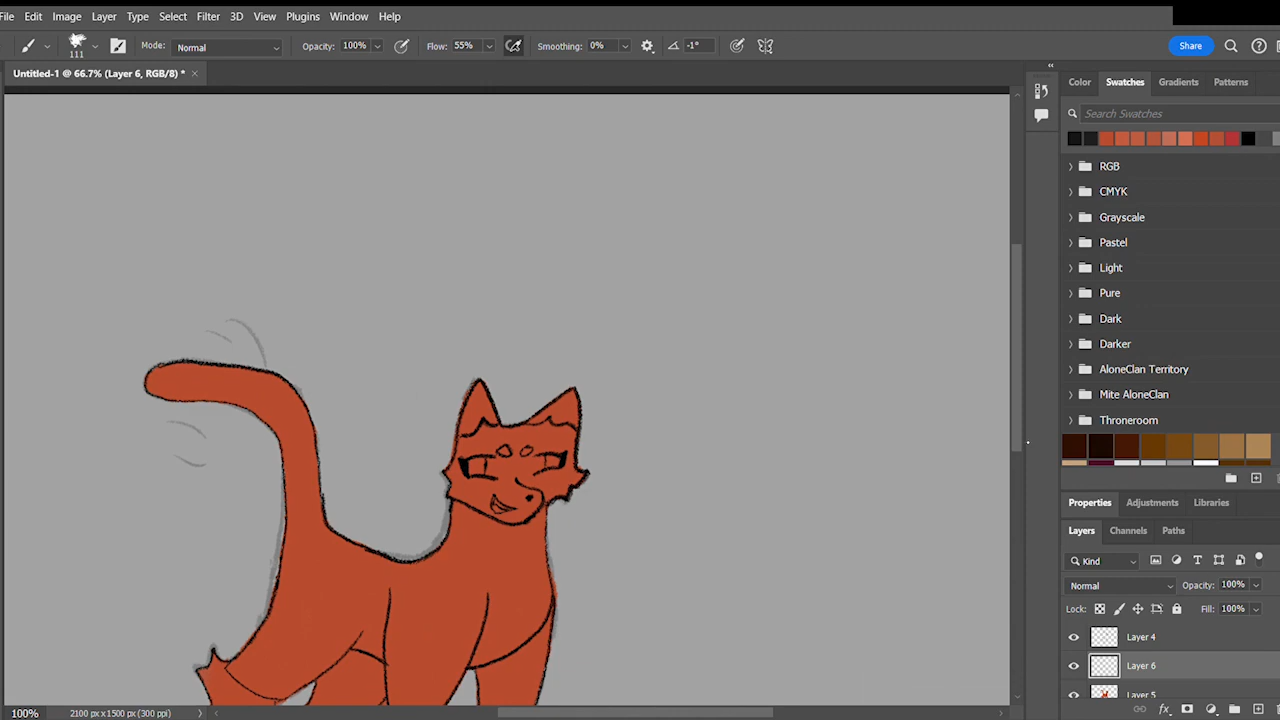 File Edit Image Layer Type Select Filter 3D View Plugins Window Help
111 Mode: Normal Opacity: 100% Flow: 55% Smoothing: 0% -1° Share
Untitled-1 @ 66.7% (Layer 6, RGB/8) * ×
Color Swatches Gradients Patterns
Search Swatches
RGB
CMYK
Grayscale
Pastel
Light
Pure
Dark
Darker
AloneClan Territory
Mite AloneClan
Throneroom
Properties Adjustments Libraries
Layers Channels Paths
Kind
Normal Opacity: 100%
Lock: Fill: 100%
Layer 4
Layer 6
Layer 5
100% 2100 px x 1500 px (300 ppi)